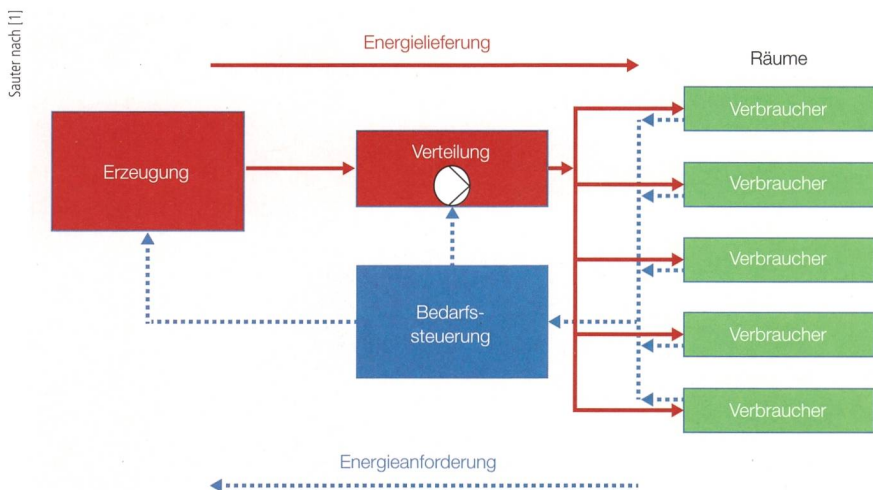 Sauter nach [1]
Energielieferung
Räume
Erzeugung
Verteilung
Verbraucher
Verbraucher
Verbraucher
Verbraucher
Verbraucher
Bedarfs-
steuerung
Energieanforderung